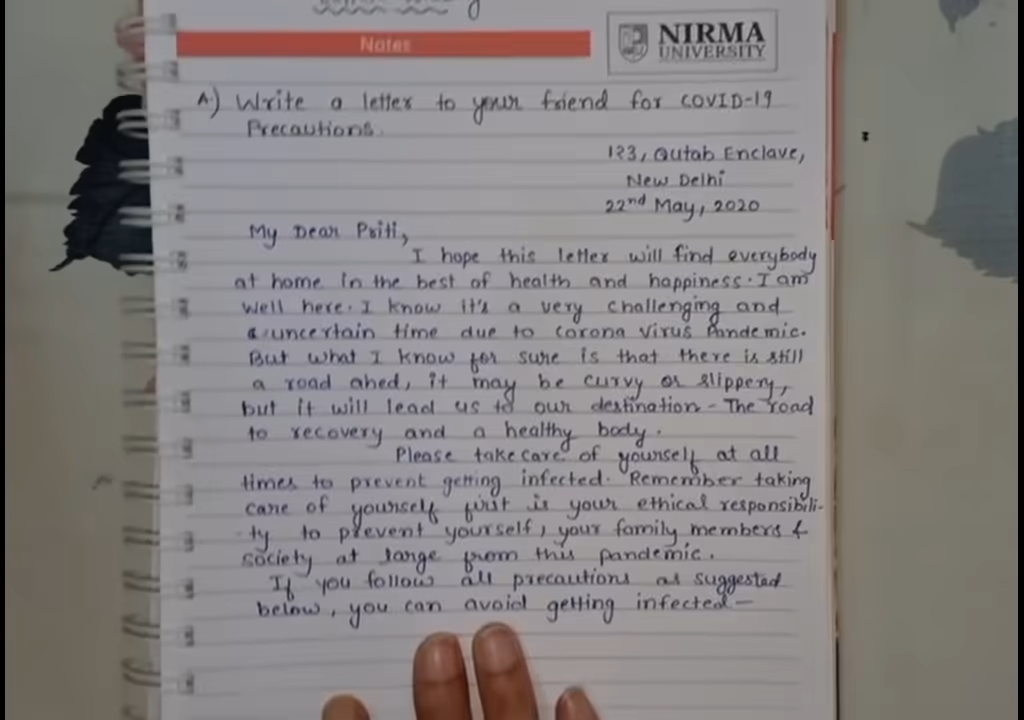 Notes
NIRMA
UNIVERSITY
A.) Write a letter to your friend for COVID-19
Precautions.
123, Qutab Enclave,
New Delhi
22nd May, 2020
My Dear Priti,
I hope this letter will find everybody
at home in the best of health and happiness. I am
well here. I know it's a very challenging and
uncertain time due to Corona Virus Pandemic.
But what I know for sure is that there is still
a road ahed, it may be curvy or slippery,
but it will lead us to our destination - The road
to recovery and a healthy body.
Please take care of yourself at all
times to prevent getting infected. Remember taking
care of yourself first is your ethical responsibili-
ty to prevent yourself, your family members &
society at large from this pandemic.
If you follow all precautions as suggested
below, you can avoid getting infected—